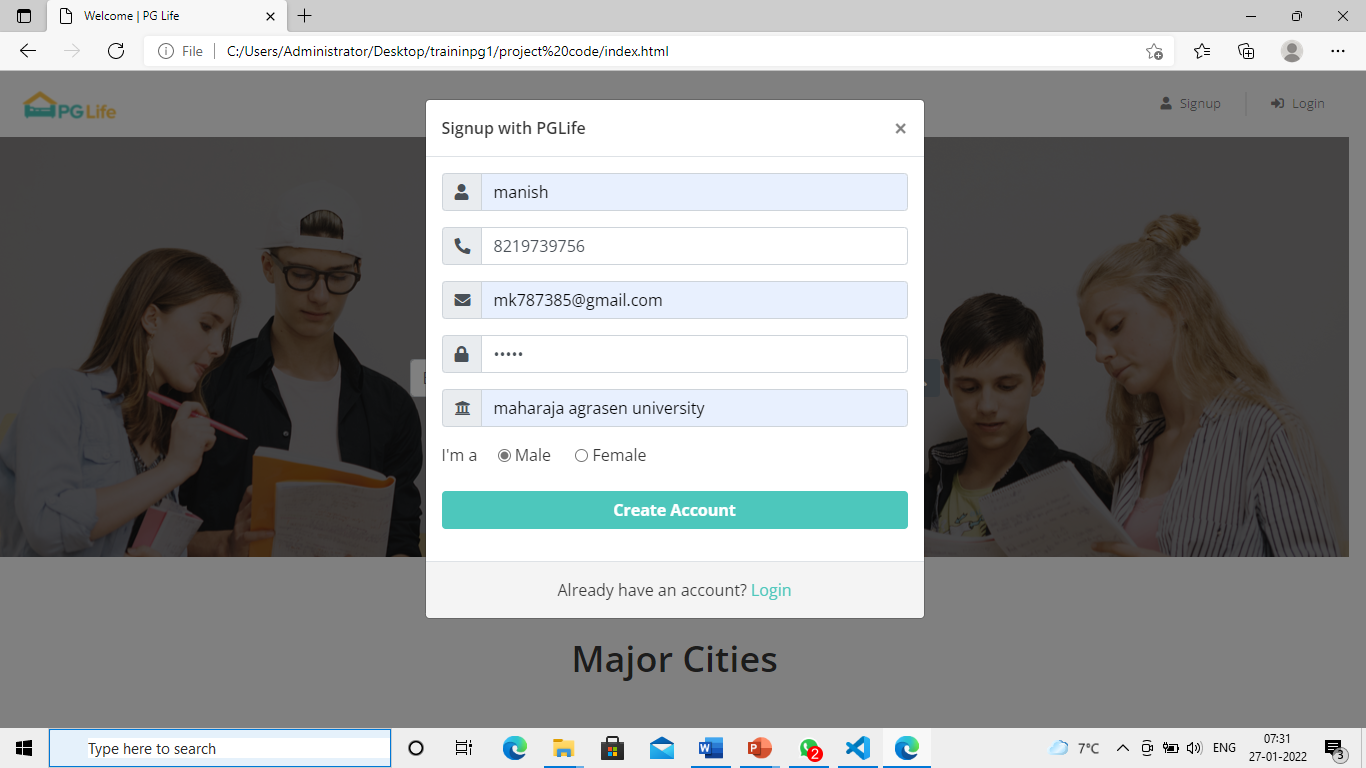 Welcome | PG Life
File
C:/Users/Administrator/Desktop/traininpg1/project%20code/index.html
PG Life
Signup
Login
Signup with PGLife
×
manish
8219739756
mk787385@gmail.com
•••••
maharaja agrasen university
I'm a Male Female
Create Account
Already have an account? Login
Major Cities
Type here to search
2
7°C
ENG
07:31
27-01-2022
3